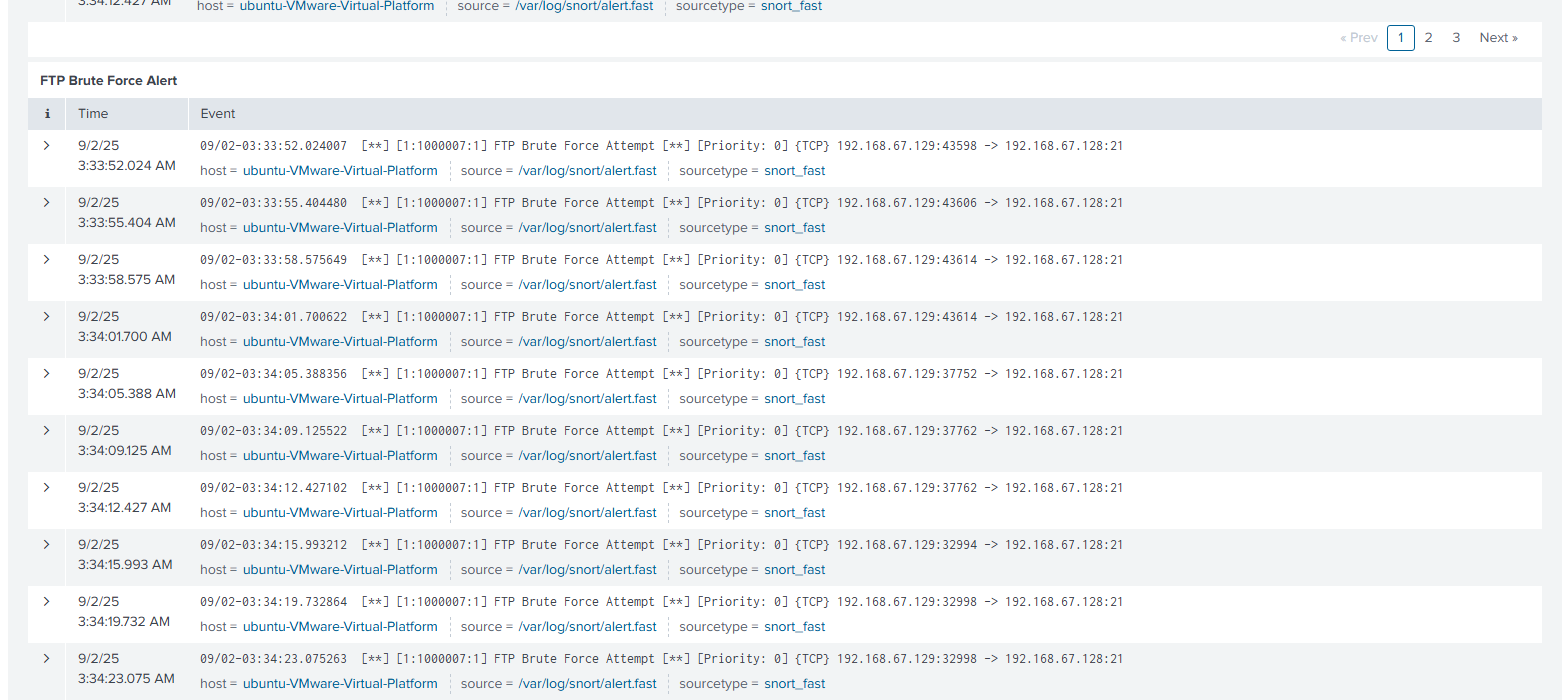 3:34:12.427 AM host = ubuntu-VMware-Virtual-Platform source = /var/log/snort/alert.fast sourcetype = snort_fast
« Prev 1 2 3 Next »
FTP Brute Force Alert
i Time Event
9/2/25 09/02-03:33:52.024007 [**] [1:1000007:1] FTP Brute Force Attempt [**] [Priority: 0] {TCP} 192.168.67.129:43598 -> 192.168.67.128:21
3:33:52.024 AM host = ubuntu-VMware-Virtual-Platform source = /var/log/snort/alert.fast sourcetype = snort_fast
9/2/25 09/02-03:33:55.404480 [**] [1:1000007:1] FTP Brute Force Attempt [**] [Priority: 0] {TCP} 192.168.67.129:43606 -> 192.168.67.128:21
3:33:55.404 AM host = ubuntu-VMware-Virtual-Platform source = /var/log/snort/alert.fast sourcetype = snort_fast
9/2/25 09/02-03:33:58.575649 [**] [1:1000007:1] FTP Brute Force Attempt [**] [Priority: 0] {TCP} 192.168.67.129:43614 -> 192.168.67.128:21
3:33:58.575 AM host = ubuntu-VMware-Virtual-Platform source = /var/log/snort/alert.fast sourcetype = snort_fast
9/2/25 09/02-03:34:01.700622 [**] [1:1000007:1] FTP Brute Force Attempt [**] [Priority: 0] {TCP} 192.168.67.129:43614 -> 192.168.67.128:21
3:34:01.700 AM host = ubuntu-VMware-Virtual-Platform source = /var/log/snort/alert.fast sourcetype = snort_fast
9/2/25 09/02-03:34:05.388356 [**] [1:1000007:1] FTP Brute Force Attempt [**] [Priority: 0] {TCP} 192.168.67.129:37752 -> 192.168.67.128:21
3:34:05.388 AM host = ubuntu-VMware-Virtual-Platform source = /var/log/snort/alert.fast sourcetype = snort_fast
9/2/25 09/02-03:34:09.125522 [**] [1:1000007:1] FTP Brute Force Attempt [**] [Priority: 0] {TCP} 192.168.67.129:37762 -> 192.168.67.128:21
3:34:09.125 AM host = ubuntu-VMware-Virtual-Platform source = /var/log/snort/alert.fast sourcetype = snort_fast
9/2/25 09/02-03:34:12.427102 [**] [1:1000007:1] FTP Brute Force Attempt [**] [Priority: 0] {TCP} 192.168.67.129:37762 -> 192.168.67.128:21
3:34:12.427 AM host = ubuntu-VMware-Virtual-Platform source = /var/log/snort/alert.fast sourcetype = snort_fast
9/2/25 09/02-03:34:15.993212 [**] [1:1000007:1] FTP Brute Force Attempt [**] [Priority: 0] {TCP} 192.168.67.129:32994 -> 192.168.67.128:21
3:34:15.993 AM host = ubuntu-VMware-Virtual-Platform source = /var/log/snort/alert.fast sourcetype = snort_fast
9/2/25 09/02-03:34:19.732864 [**] [1:1000007:1] FTP Brute Force Attempt [**] [Priority: 0] {TCP} 192.168.67.129:32998 -> 192.168.67.128:21
3:34:19.732 AM host = ubuntu-VMware-Virtual-Platform source = /var/log/snort/alert.fast sourcetype = snort_fast
9/2/25 09/02-03:34:23.075263 [**] [1:1000007:1] FTP Brute Force Attempt [**] [Priority: 0] {TCP} 192.168.67.129:32998 -> 192.168.67.128:21
3:34:23.075 AM host = ubuntu-VMware-Virtual-Platform source = /var/log/snort/alert.fast sourcetype = snort_fast